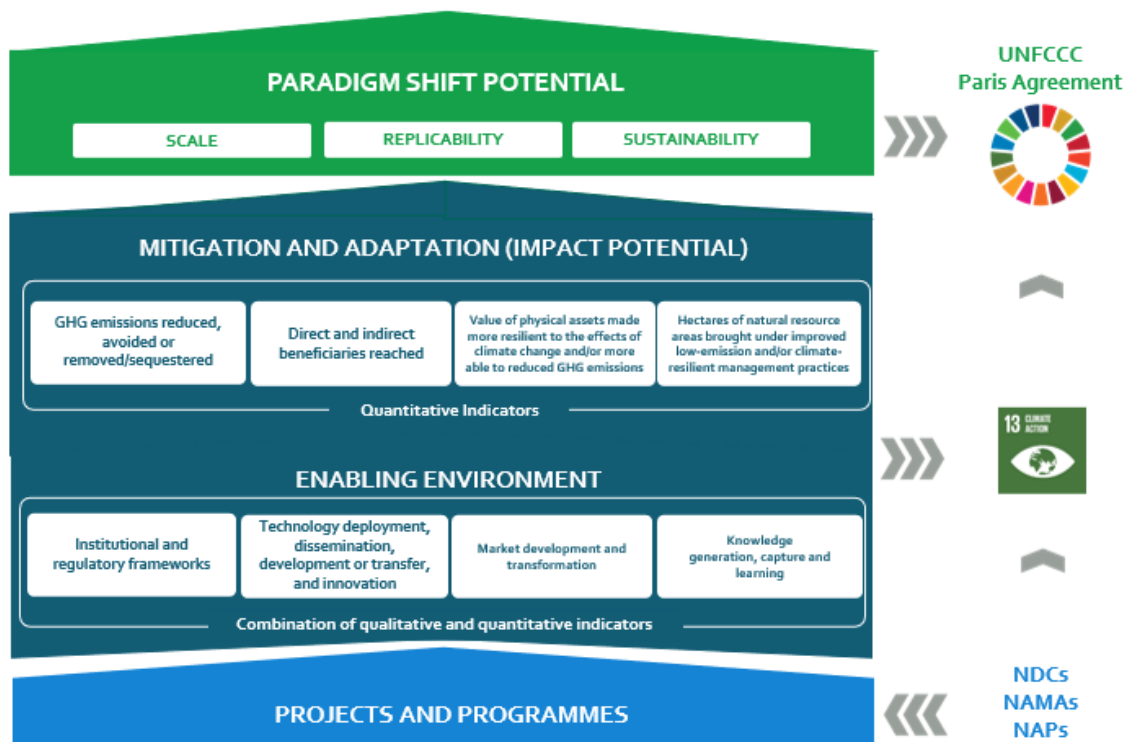 PARADIGM SHIFT POTENTIAL
SCALE
REPLICABILITY
SUSTAINABILITY
UNFCCC
Paris Agreement
MITIGATION AND ADAPTATION (IMPACT POTENTIAL)
GHG emissions reduced,
avoided or
removed/sequestered
Direct and indirect
beneficiaries reached
Value of physical assets made
more resilient to the effects of
climate change and/or more
able to reduced GHG emissions
Hectares of natural resource
areas brought under improved
low-emission and/or climate-
resilient management practices
Quantitative Indicators
13 CLIMATE
ACTION
ENABLING ENVIRONMENT
Institutional and
regulatory frameworks
Technology deployment,
dissemination,
development or transfer,
and innovation
Market development and
transformation
Knowledge
generation, capture and
learning
Combination of qualitative and quantitative indicators
PROJECTS AND PROGRAMMES
NDCs
NAMAs
NAPs